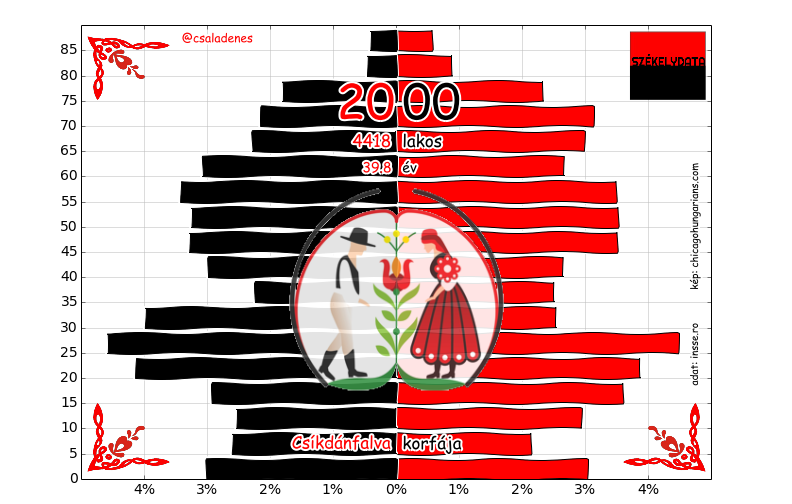 @csaladenes
SZÉKELYDATA
2000
4418 lakos
39.8 év
kép: chicagohungarians.com
adat: insse.ro
Csíkdánfalva korfája
85
80
75
70
65
60
55
50
45
40
35
30
25
20
15
10
5
0
4% 3% 2% 1% 0% 1% 2% 3% 4%